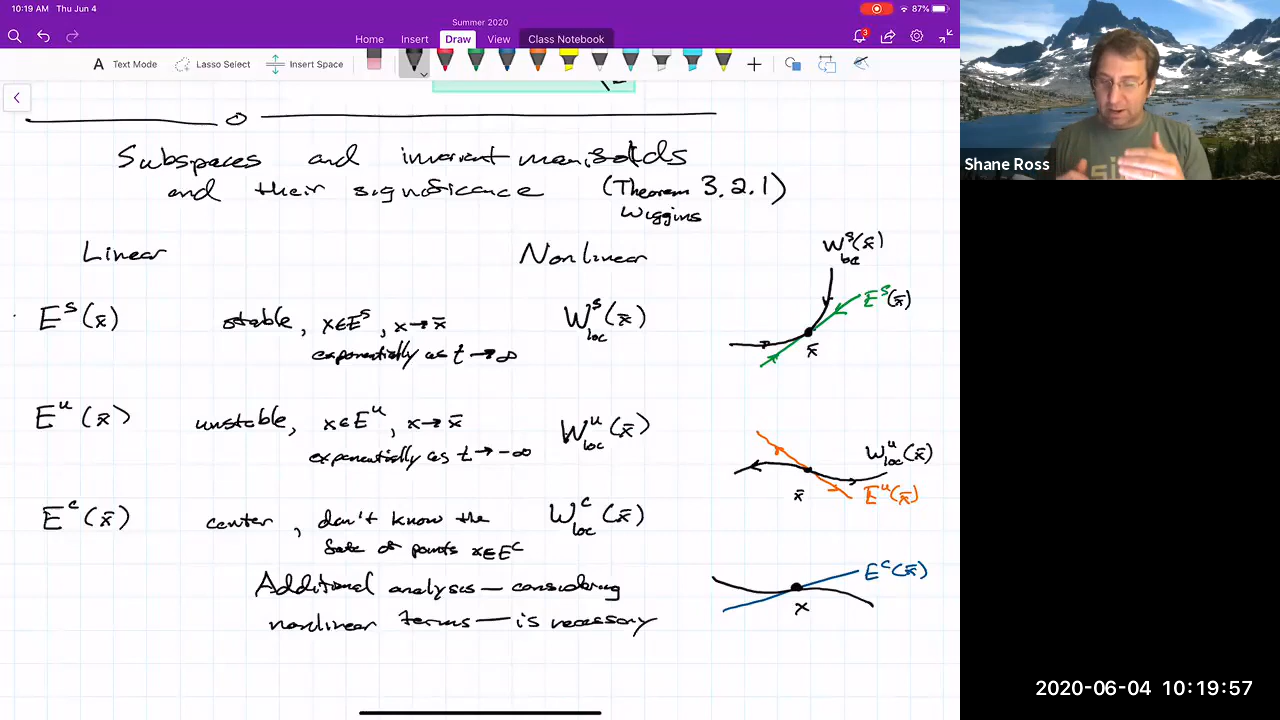 10:19 AM Thu Jun 4
87%
Summer 2020
Home Insert Draw View Class Notebook
3
Text Mode Lasso Select Insert Space
Shane Ross
Subspaces and invariant manifolds
and their significance (Theorem 3.2.1)
Wiggins
Linear Nonlinear
W^s_loc(x̄)
E^s(x̄)
E^s(x̄) stable, x∈E^s, x→x̄ W^s_loc(x̄)
exponentially as t→∞
x̄
E^u(x̄) unstable, x∈E^u, x→x̄ W^u_loc(x̄)
exponentially as t→-∞
W^u_loc(x̄)
x̄ E^u(x̄)
E^c(x̄) center, don't know the W^c_loc(x̄)
fate of points x∈E^c
E^c(x̄)
x
Additional analysis — considering
nonlinear terms — is necessary
2020-06-04 10:19:57